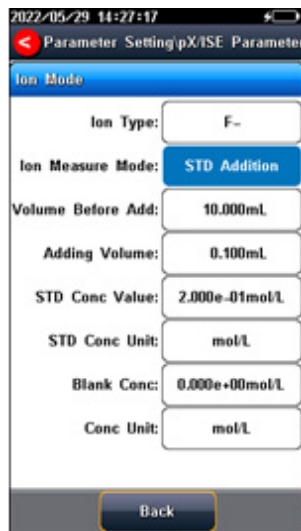 2022/05/29 14:27:17
Parameter Setting\pX/ISE Paramete
Ion Mode
Ion Type: F-
Ion Measure Mode: STD Addition
Volume Before Add: 10.000mL
Adding Volume: 0.100mL
STD Conc Value: 2.000e-01mol/L
STD Conc Unit: mol/L
Blank Conc: 0.000e+00mol/L
Conc Unit: mol/L
Back